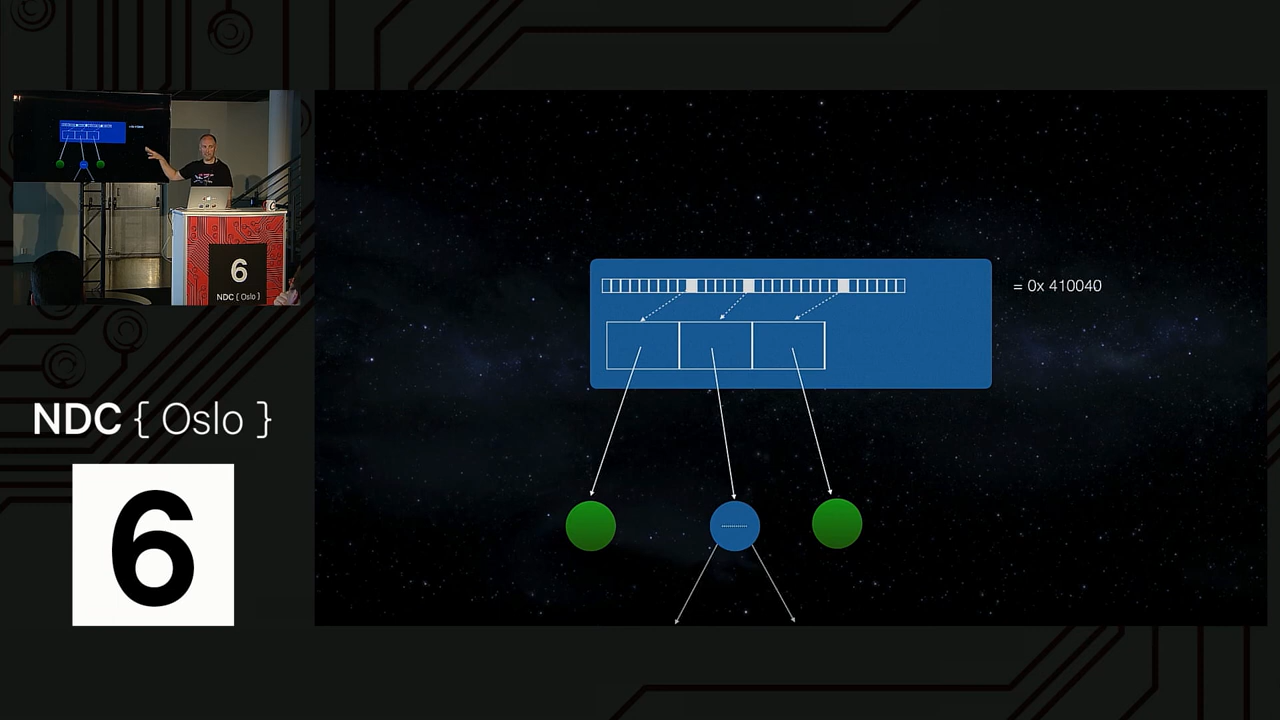 = 0x 410040
6
NDC { Oslo }
NDC { Oslo }
6